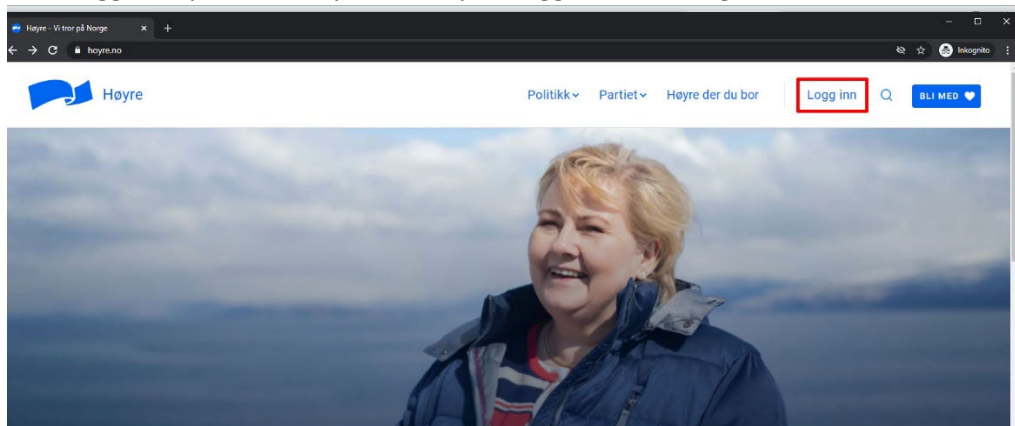 Høyre - Vi tror på Norge
hoyre.no
Inkognito
Høyre
Politikk Partiet Høyre der du bor Logg inn BLI MED